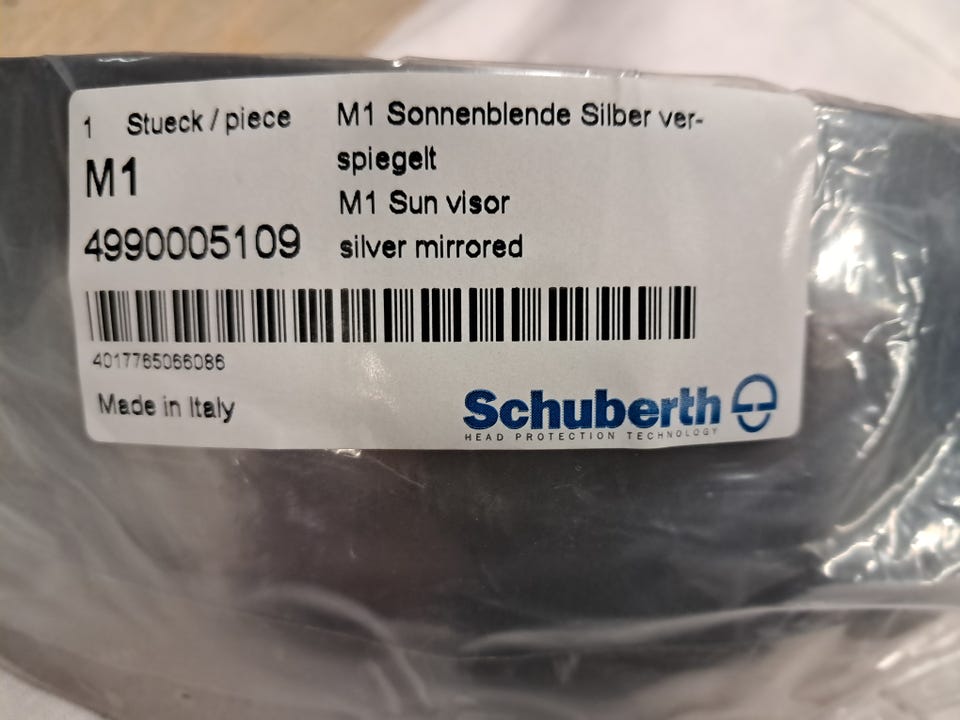 1 Stueck / piece
M1
4990005109
M1 Sonnenblende Silber ver-
spiegelt
M1 Sun visor
silver mirrored
4017765066086
Made in Italy
Schuberth
HEAD PROTECTION TECHNOLOGY